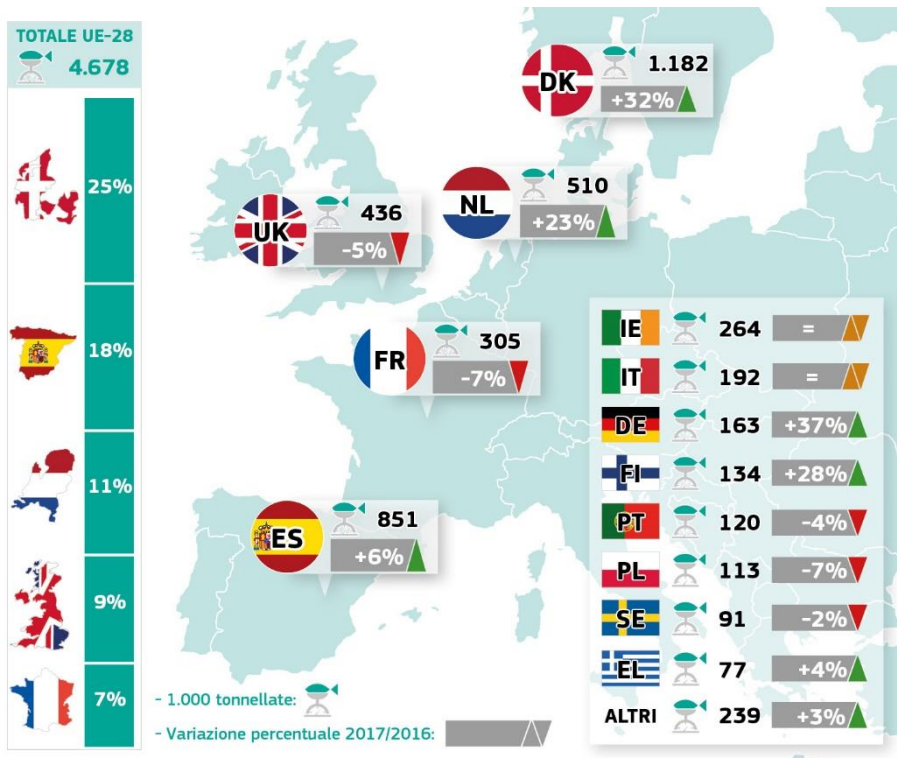 TOTALE UE-28
4.678
25%
18%
11%
9%
7%
DK
1.182
+32%
NL
510
+23%
UK
436
-5%
FR
305
-7%
ES
851
+6%
IE 264 =
IT 192 =
DE 163 +37%
FI 134 +28%
PT 120 -4%
PL 113 -7%
SE 91 -2%
EL 77 +4%
ALTRI 239 +3%
- 1.000 tonnellate:
- Variazione percentuale 2017/2016: